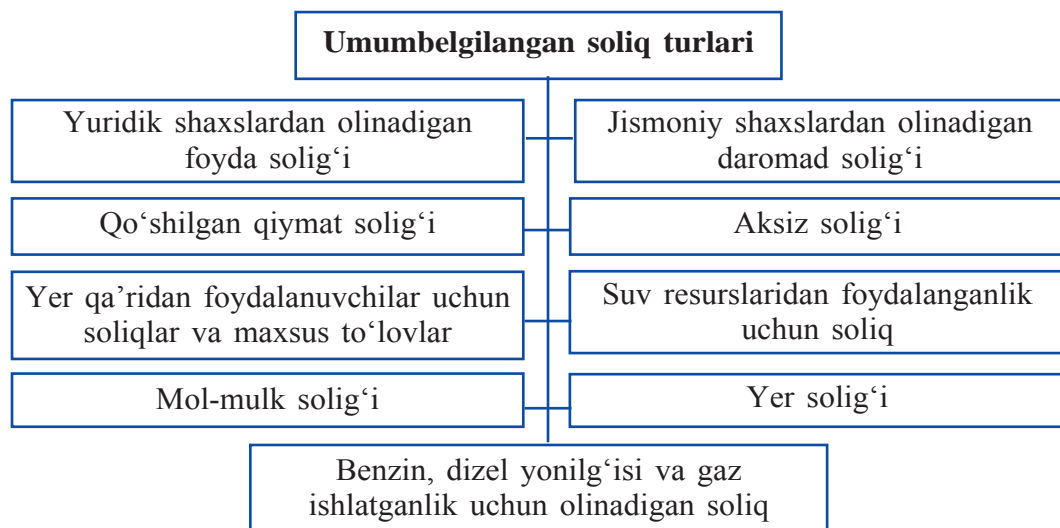 Umumbelgilangan soliq turlari
Yuridik shaxslardan olinadigan
foyda solig‘i
Jismoniy shaxslardan olinadigan
daromad solig‘i
Qo‘shilgan qiymat solig‘i
Aksiz solig‘i
Yer qa’ridan foydalanuvchilar uchun
soliqlar va maxsus to‘lovlar
Suv resurslaridan foydalanganlik
uchun soliq
Mol-mulk solig‘i
Yer solig‘i
Benzin, dizel yonilg‘isi va gaz
ishlatganlik uchun olinadigan soliq